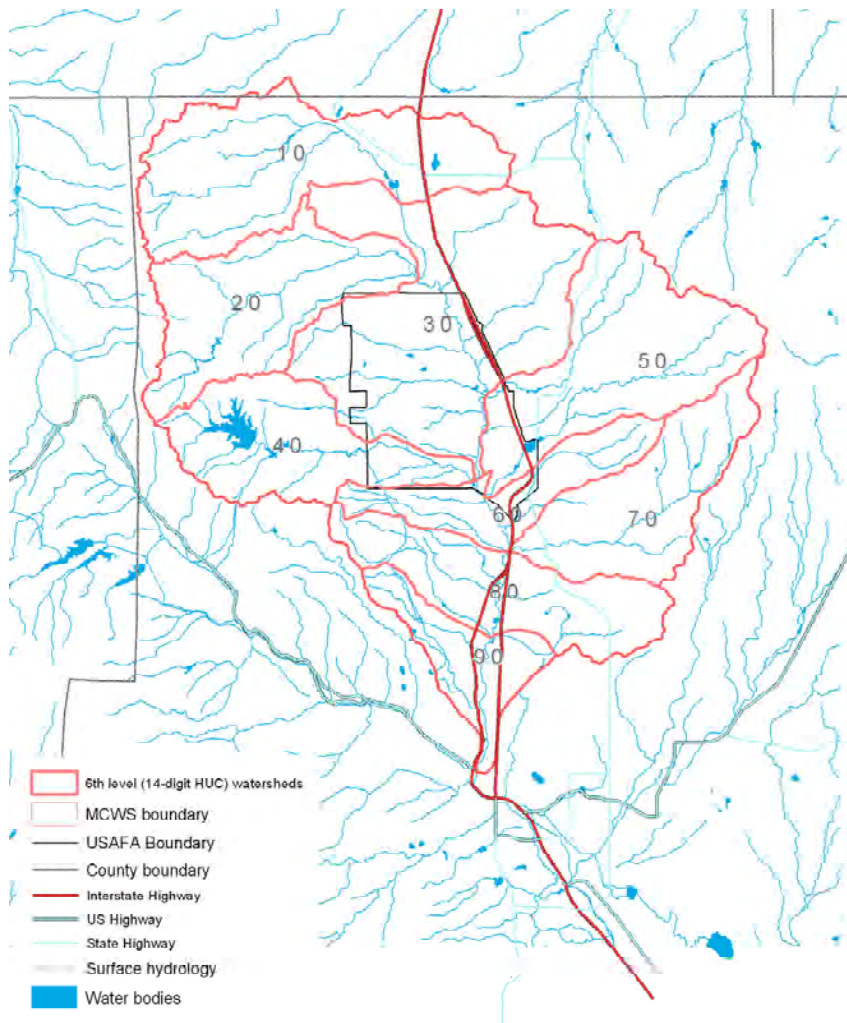 10
20
30
50
40
60
70
80
90
6th level (14-digit HUC) watersheds
MCWS boundary
USAFA Boundary
County boundary
Interstate Highway
US Highway
State Highway
Surface hydrology
Water bodies